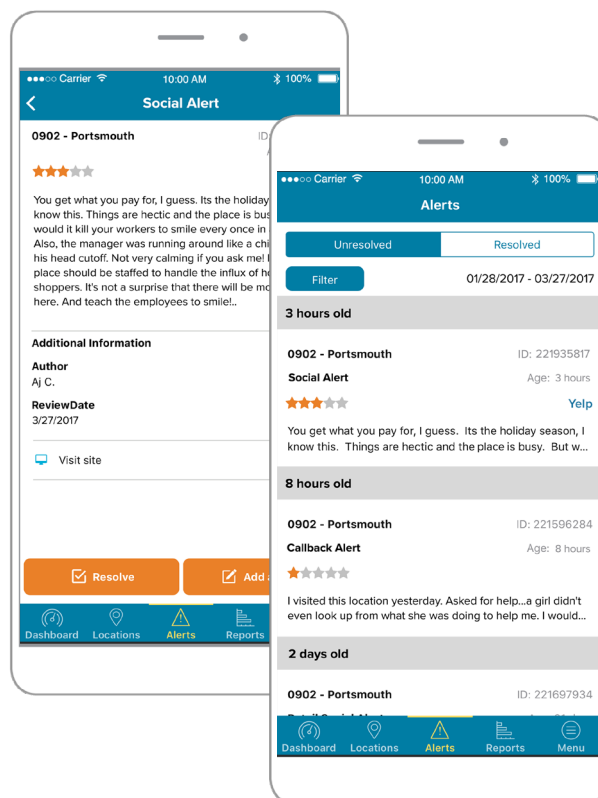 ●●●○○ Carrier 10:00 AM 100%
Social Alert
0902 - Portsmouth ID:
You get what you pay for, I guess. Its the holiday
know this. Things are hectic and the place is bus
would it kill your workers to smile every once in
Also, the manager was running around like a chi
his head cutoff. Not very calming if you ask me!
place should be staffed to handle the influx of h
shoppers. It's not a surprise that there will be mo
here. And teach the employees to smile!..
Additional Information
Author
Aj C.
ReviewDate
3/27/2017
Visit site
Resolve Add
Dashboard Locations Alerts Reports
●●●○○ Carrier 10:00 AM 100%
Alerts
Unresolved Resolved
Filter 01/28/2017 - 03/27/2017
3 hours old
0902 - Portsmouth ID: 221935817
Social Alert Age: 3 hours
Yelp
You get what you pay for, I guess. Its the holiday season, I
know this. Things are hectic and the place is busy. But w...
8 hours old
0902 - Portsmouth ID: 221596284
Callback Alert Age: 8 hours
I visited this location yesterday. Asked for help...a girl didn't
even look up from what she was doing to help me. I would...
2 days old
0902 - Portsmouth ID: 221697934
Dashboard Locations Alerts Reports Menu